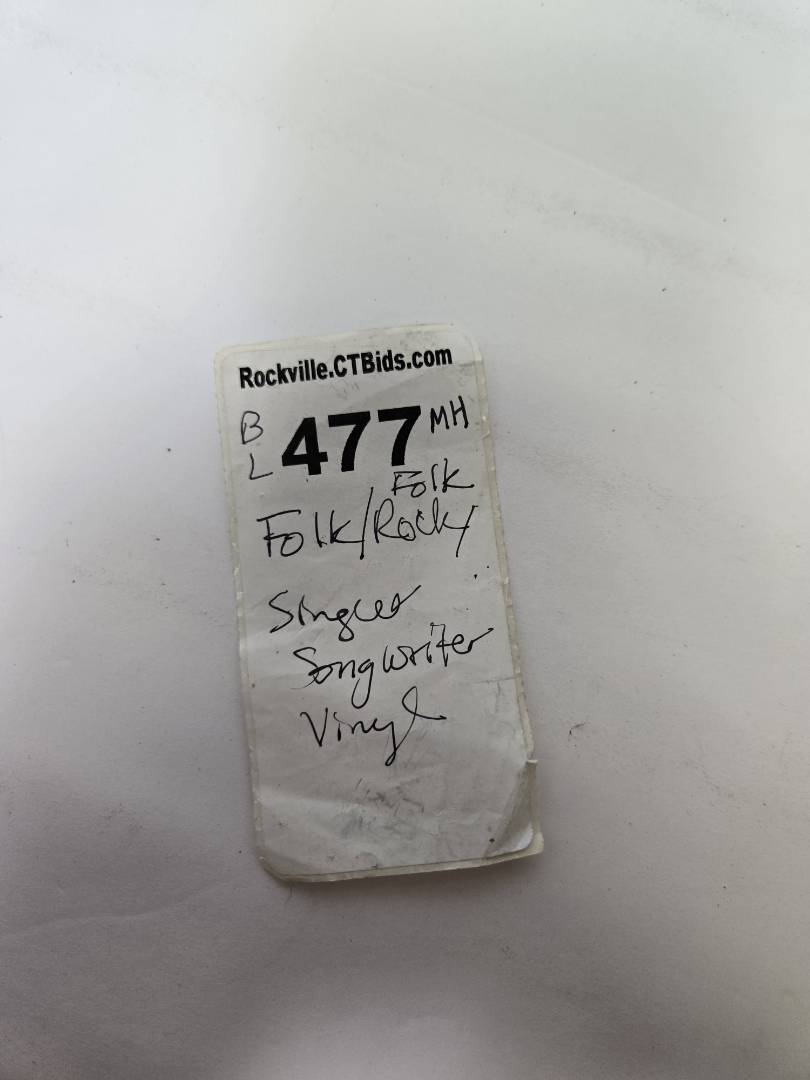 Rockville.CTBids.com
B L 477 MH
Folk
Folk/Rock/
Singer
Songwriter
Vinyl